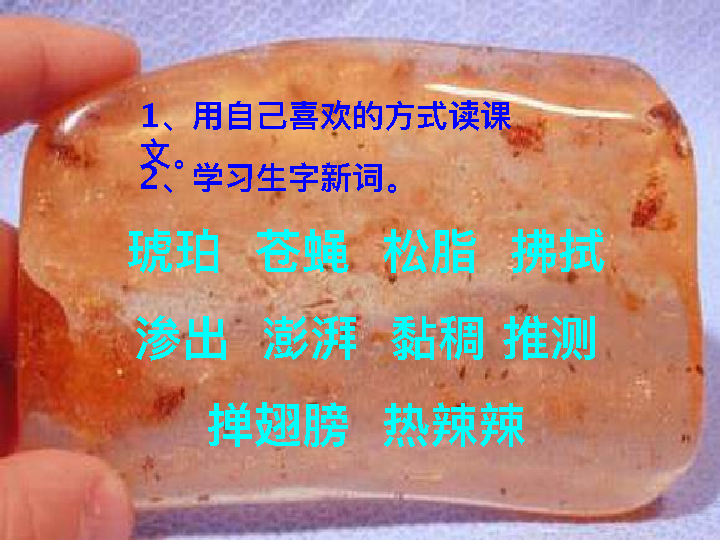 1、用自己喜欢的方式读课
文。
2、学习生字新词。
琥珀 苍蝇 松脂 拂拭
渗出 澎湃 黏稠 推测
掸翅膀 热辣辣